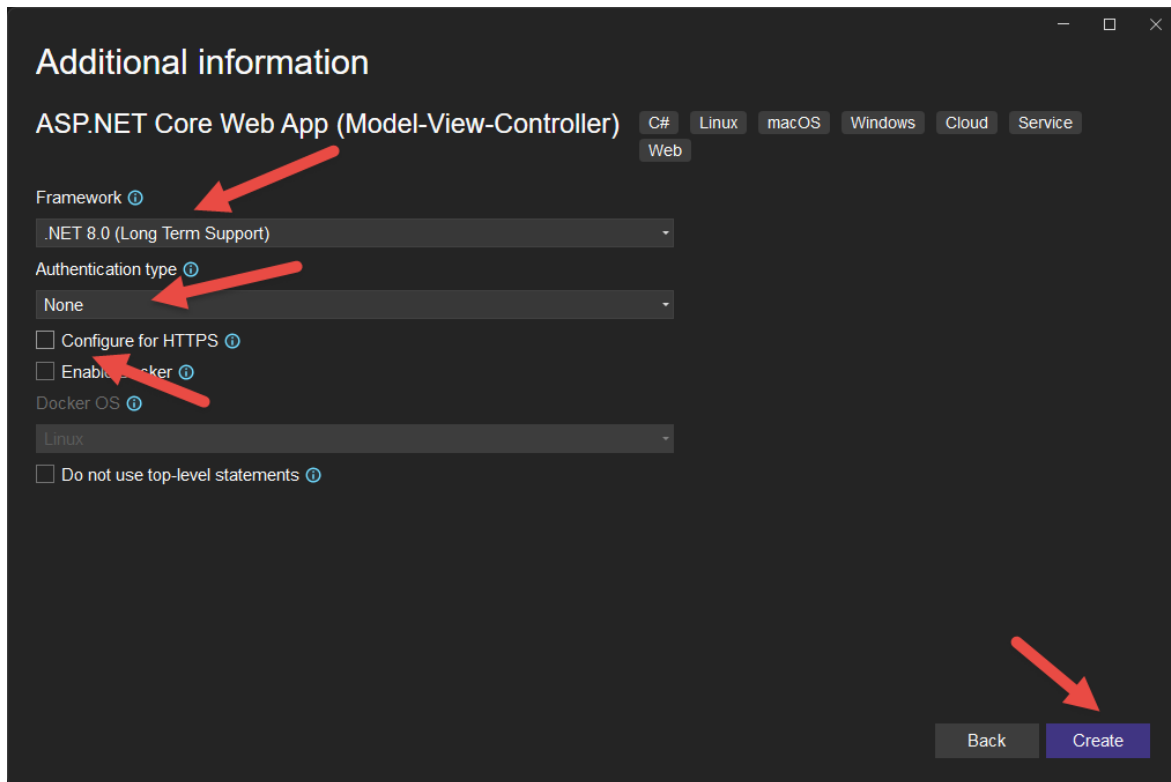 Additional information
ASP.NET Core Web App (Model-View-Controller)
C# Linux macOS Windows Cloud Service
Web
Framework
.NET 8.0 (Long Term Support)
Authentication type
None
Configure for HTTPS
Enable Docker
Docker OS
Linux
Do not use top-level statements
Back Create